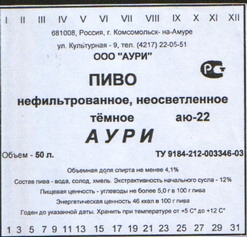 I II III IV V VI VII VIII IX X XI XII
681008, Россия, г. Комсомольск- на-Амуре
ул. Культурная - 9, тел. (4217) 22-05-51
ООО "АУРИ"
ПИВО
нефильтрованное, неосветленное
тёмное аю-22
АУРИ
Объем - 50 л. ТУ 9184-212-003346-03
Объемная доля спирта не менее 4,1%
Состав пива - вода, солод, хмель. Экстрактивность начального сусла - 12%
Пищевая ценность - углеводы не более 5,0 г в 100 г пива
Энергетическая ценность 46 ккал в 100 г пива
Годен до указанной даты. Хранить при температуре от +5 С° до +12 С°
1 3 5 7 9 11 13 15 17 19 21 23 25 27 29 31